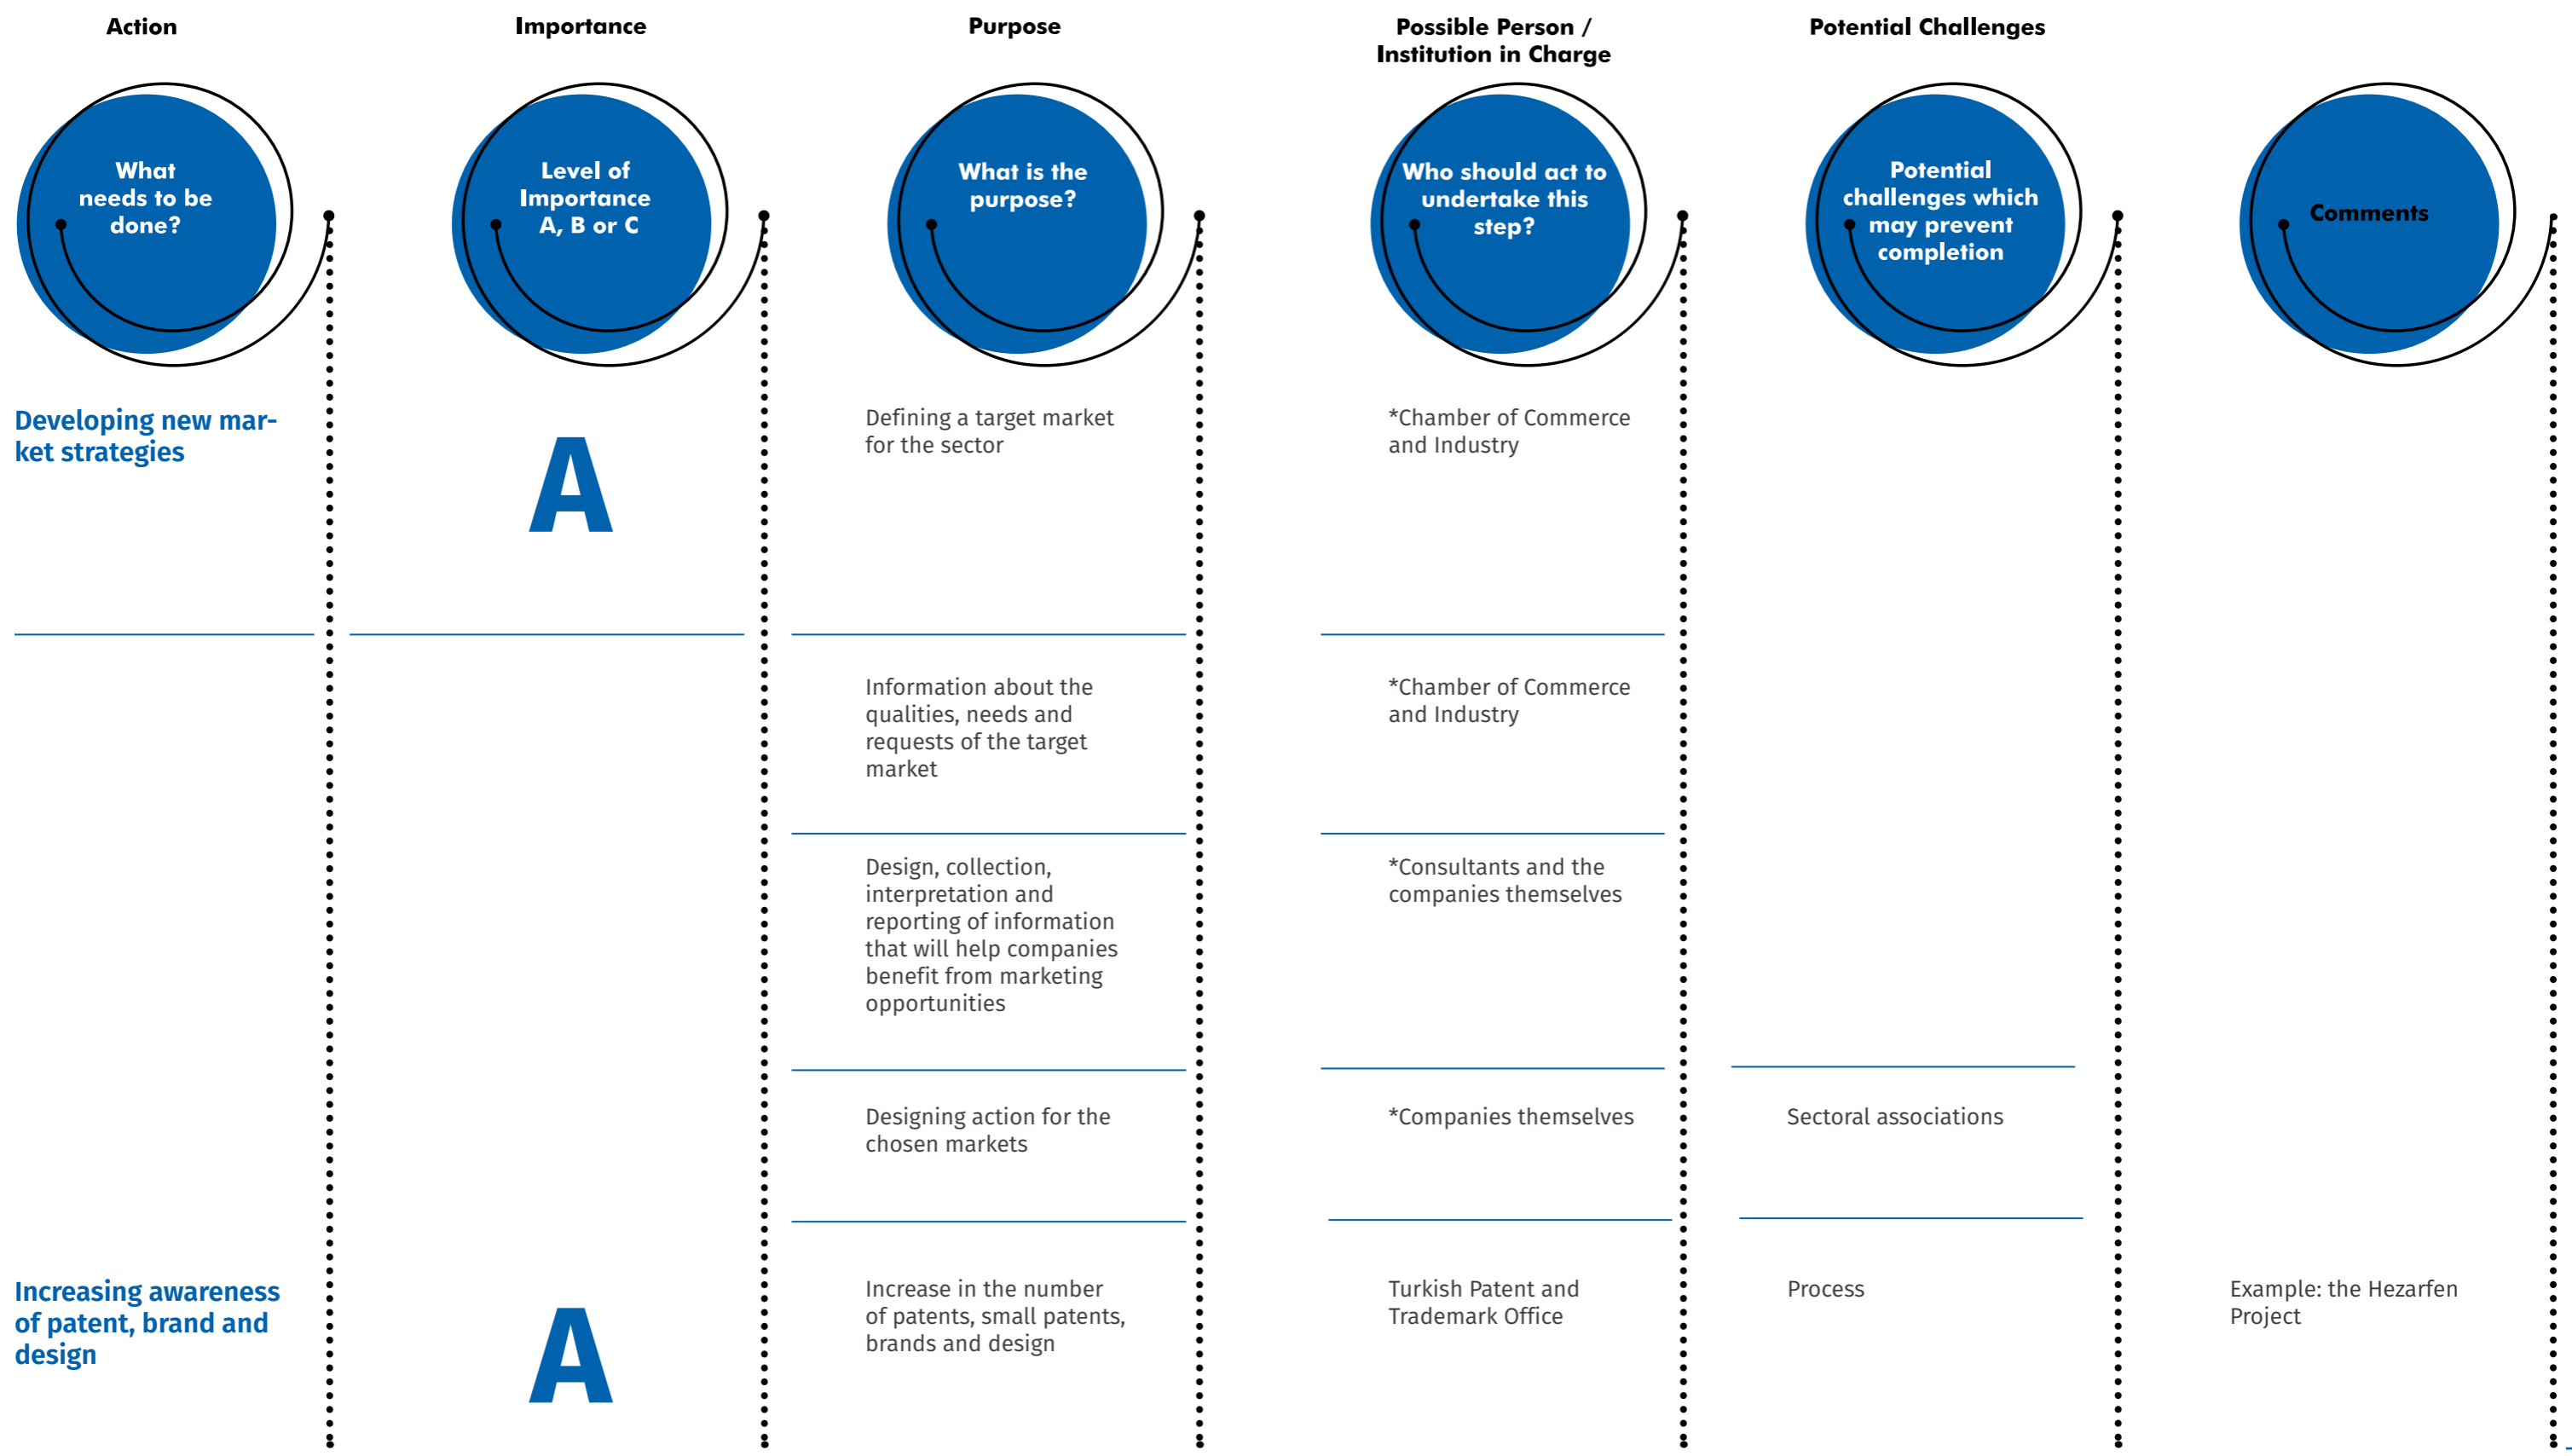 Action
Importance
Purpose
Possible Person /
Institution in Charge
Potential Challenges
What
needs to be
done?
Level of
Importance
A, B or C
What is the
purpose?
Who should act to
undertake this
step?
Potential
challenges which
may prevent
completion
Comments
Developing new mar-
ket strategies
A
Defining a target market
for the sector
*Chamber of Commerce
and Industry
Information about the
qualities, needs and
requests of the target
market
*Chamber of Commerce
and Industry
Design, collection,
interpretation and
reporting of information
that will help companies
benefit from marketing
opportunities
*Consultants and the
companies themselves
Designing action for the
chosen markets
*Companies themselves
Sectoral associations
Increasing awareness
of patent, brand and
design
A
Increase in the number
of patents, small patents,
brands and design
Turkish Patent and
Trademark Office
Process
Example: the Hezarfen
Project